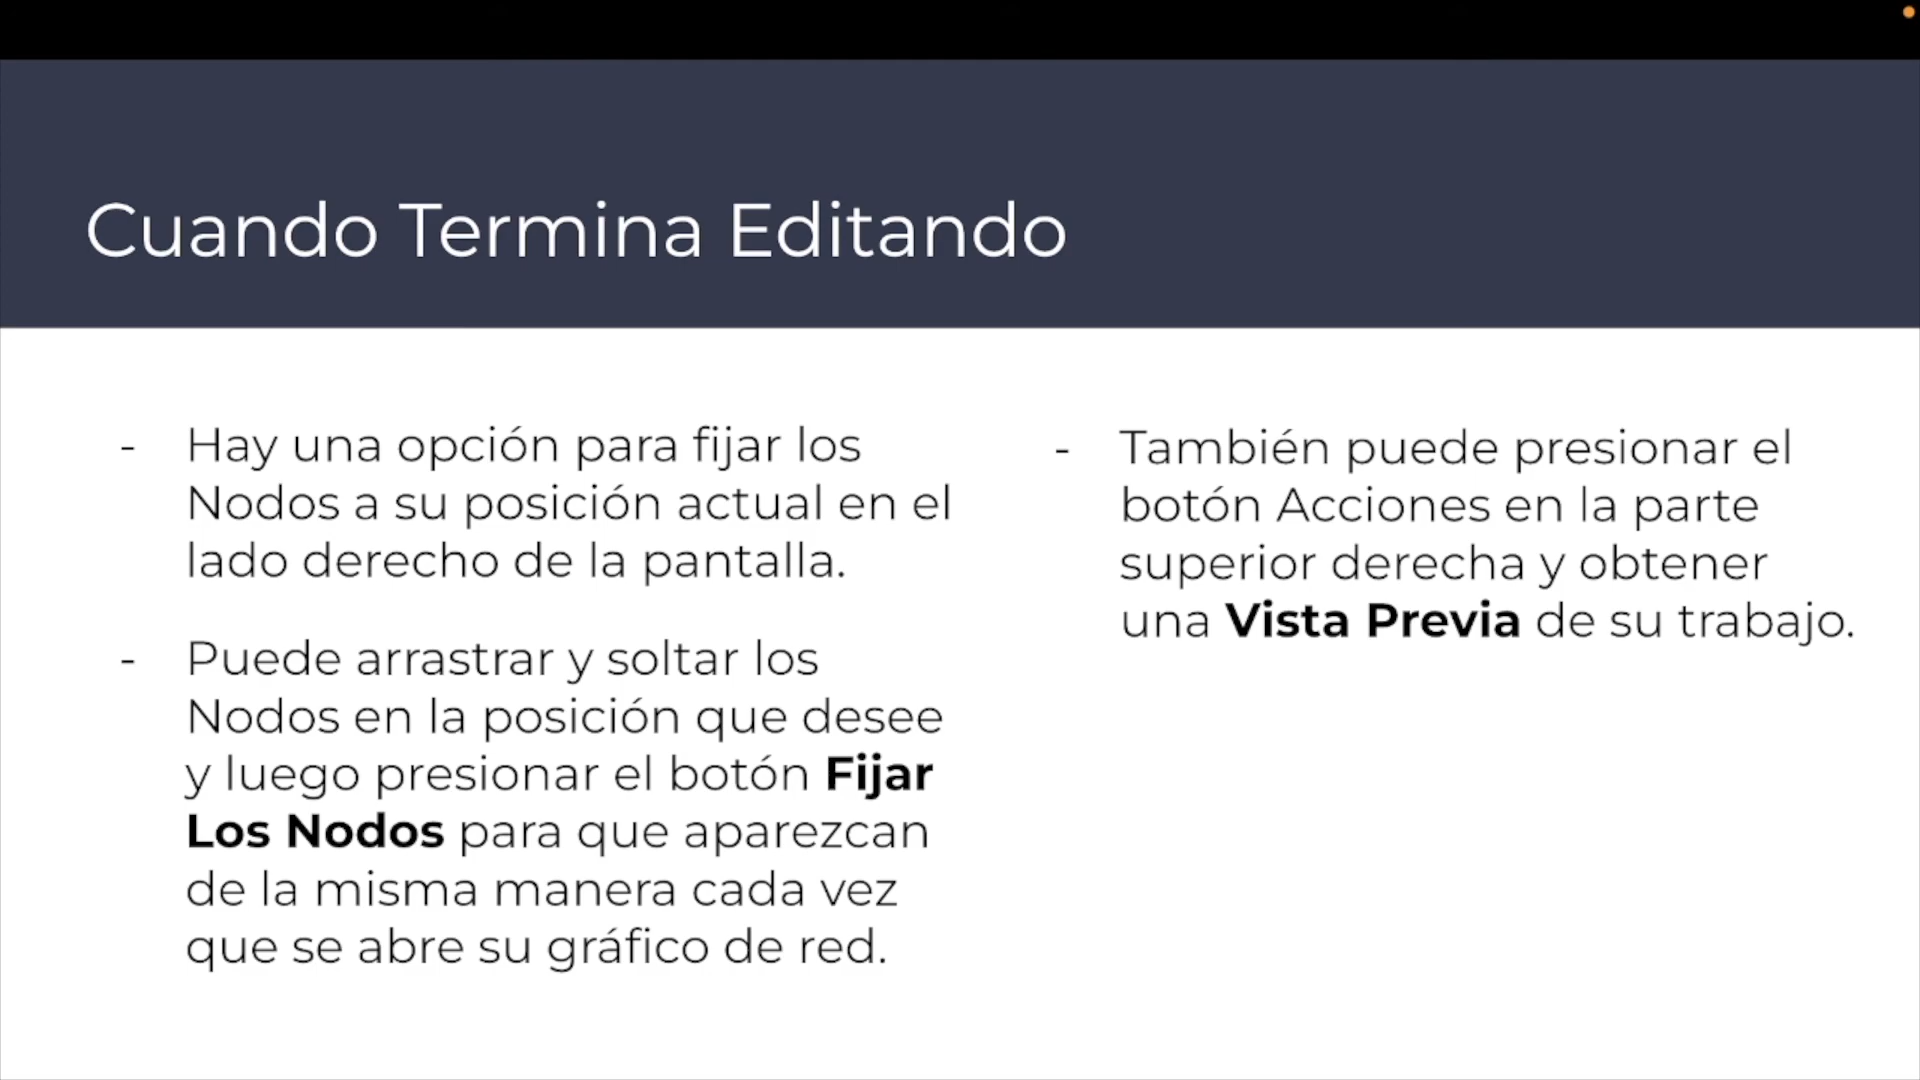 Cuando Termina Editando
- Hay una opción para fijar los
Nodos a su posición actual en el
lado derecho de la pantalla.
- Puede arrastrar y soltar los
Nodos en la posición que desee
y luego presionar el botón Fijar
Los Nodos para que aparezcan
de la misma manera cada vez
que se abre su gráfico de red.
- También puede presionar el
botón Acciones en la parte
superior derecha y obtener
una Vista Previa de su trabajo.